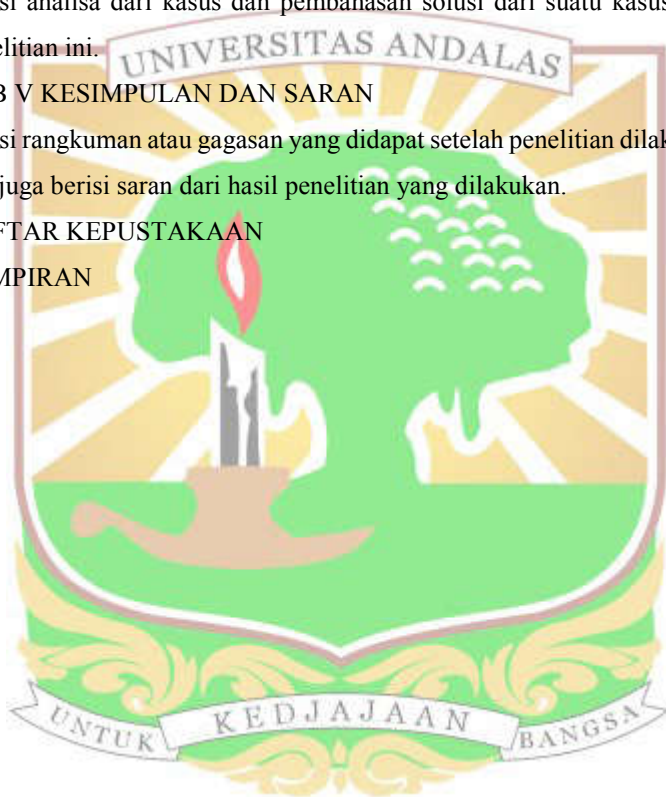 si analisa dari kasus dan pembahasan solusi dari suatu kasus
elitian ini.
UNIVERSITAS ANDALAS
B V KESIMPULAN DAN SARAN
si rangkuman atau gagasan yang didapat setelah penelitian dilak
juga berisi saran dari hasil penelitian yang dilakukan.
FTAR KEPUSTAKAAN
MPIRAN
UNTUK KEDJAJAAN BANGSA